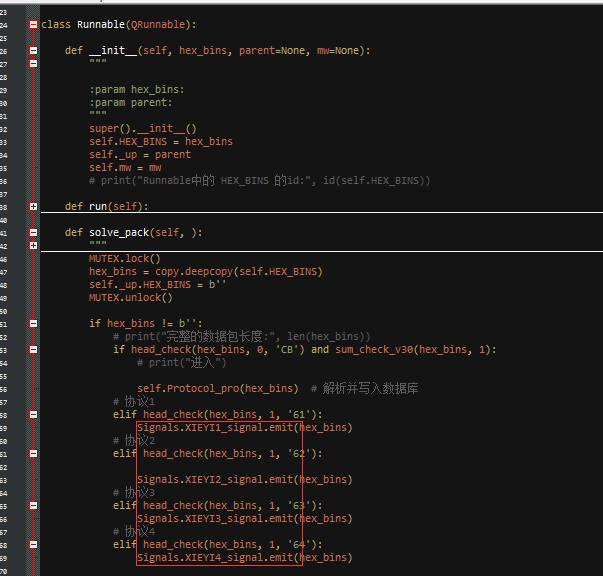 23
24 class Runnable(QRunnable):
25
26 def __init__(self, hex_bins, parent=None, mw=None):
27 """
28
29 :param hex_bins:
30 :param parent:
31 """
32 super().__init__()
33 self.HEX_BINS = hex_bins
34 self._up = parent
35 self.mw = mw
36 # print("Runnable中的 HEX_BINS 的id:", id(self.HEX_BINS))
37
38 def run(self):
40
41 def solve_pack(self, ):
42 """
46 MUTEX.lock()
47 hex_bins = copy.deepcopy(self.HEX_BINS)
48 self._up.HEX_BINS = b''
49 MUTEX.unlock()
50
51 if hex_bins != b'':
52 # print("完整的数据包长度:", len(hex_bins))
53 if head_check(hex_bins, 0, 'CB') and sum_check_v30(hex_bins, 1):
54 # print("进入")
55
56 self.Protocol_pro(hex_bins) # 解析并写入数据库
57 # 协议1
58 elif head_check(hex_bins, 1, '61'):
59 Signals.XIEYI1_signal.emit(hex_bins)
60 # 协议2
61 elif head_check(hex_bins, 1, '62'):
62
63 Signals.XIEYI2_signal.emit(hex_bins)
64 # 协议3
65 elif head_check(hex_bins, 1, '63'):
66 Signals.XIEYI3_signal.emit(hex_bins)
67 # 协议4
68 elif head_check(hex_bins, 1, '64'):
69 Signals.XIEYI4_signal.emit(hex_bins)
70